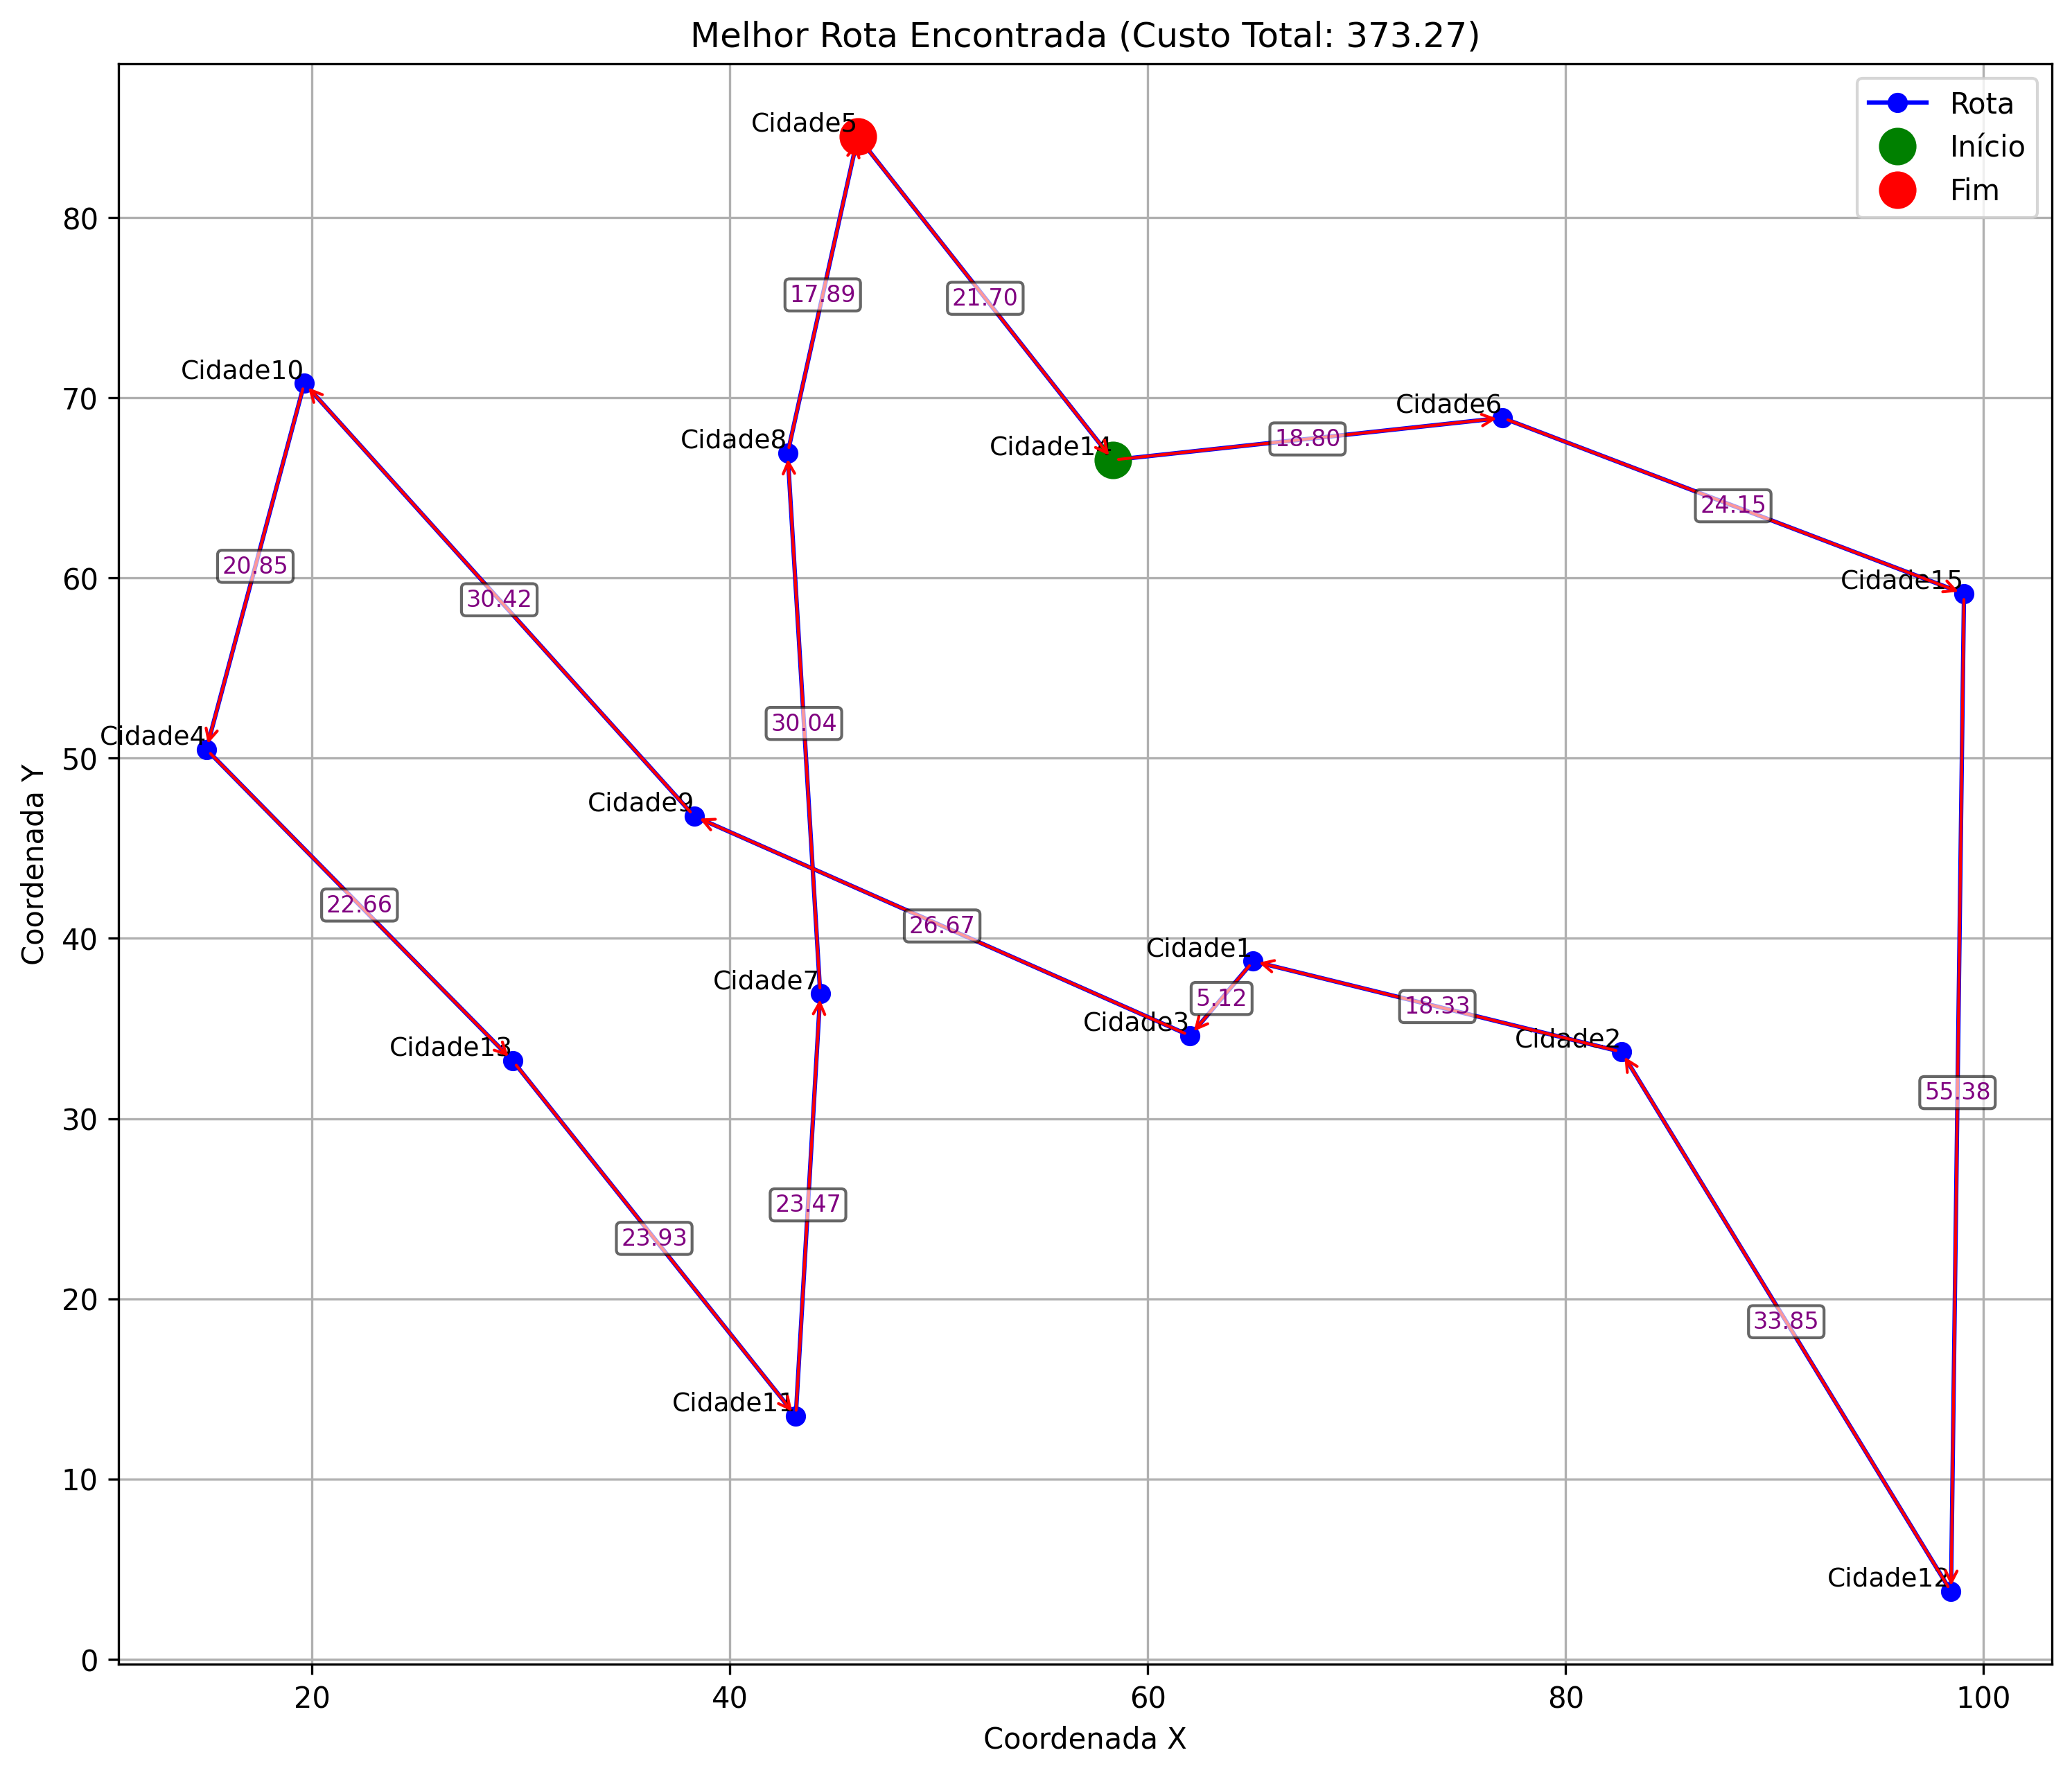 Melhor Rota Encontrada (Custo Total: 373.27)
Rota
Início
Fim
Cidade5
17.89
21.70
Cidade10
Cidade8
Cidade14
Cidade6
18.80
24.15
Cidade15
20.85
30.42
30.04
Cidade4
Cidade9
22.66
26.67
Cidade1
Cidade7
5.12
18.33
Cidade3
Cidade2
Cidade13
55.38
23.47
23.93
33.85
Cidade11
Cidade12
80
70
60
50
40
30
20
10
0
Coordenada Y
20 40 60 80 100
Coordenada X